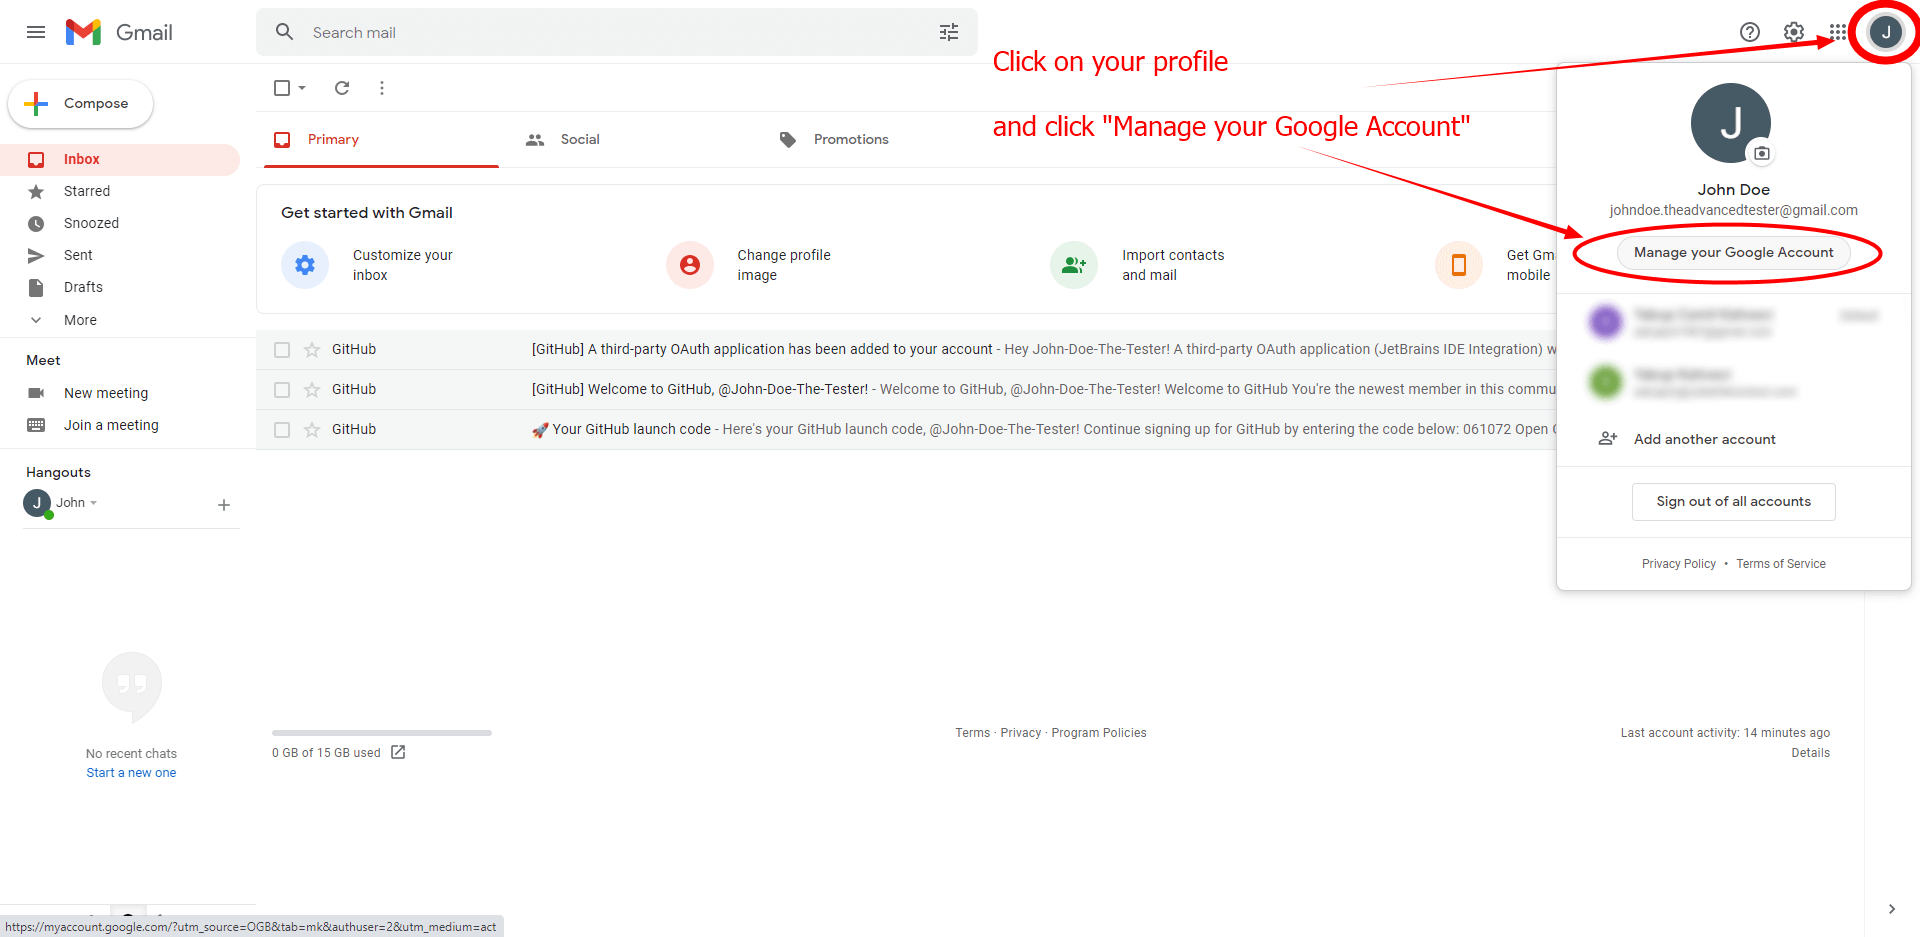 Gmail
Search mail
J
Click on your profile
and click "Manage your Google Account"
Compose
Primary
Social
Promotions
Inbox
Starred
Snoozed
Sent
Drafts
More
Get started with Gmail
Customize your
inbox
Change profile
image
Import contacts
and mail
Get Gm
mobile
GitHub
[GitHub] A third-party OAuth application has been added to your account - Hey John-Doe-The-Tester! A third-party OAuth application (JetBrains IDE Integration) w
GitHub
[GitHub] Welcome to GitHub, @John-Doe-The-Tester! - Welcome to GitHub, @John-Doe-The-Tester! Welcome to GitHub You're the newest member in this commu
GitHub
🚀 Your GitHub launch code - Here's your GitHub launch code, @John-Doe-The-Tester! Continue signing up for GitHub by entering the code below: 061072 Open
J
John Doe
johndoe.theadvancedtester@gmail.com
Manage your Google Account
Add another account
Sign out of all accounts
Privacy Policy • Terms of Service
Meet
New meeting
Join a meeting
Hangouts
J
John
No recent chats
Start a new one
0 GB of 15 GB used
Terms · Privacy · Program Policies
Last account activity: 14 minutes ago
Details
https://myaccount.google.com/?utm_source=OGB&tab=mk&authuser=2&utm_medium=act